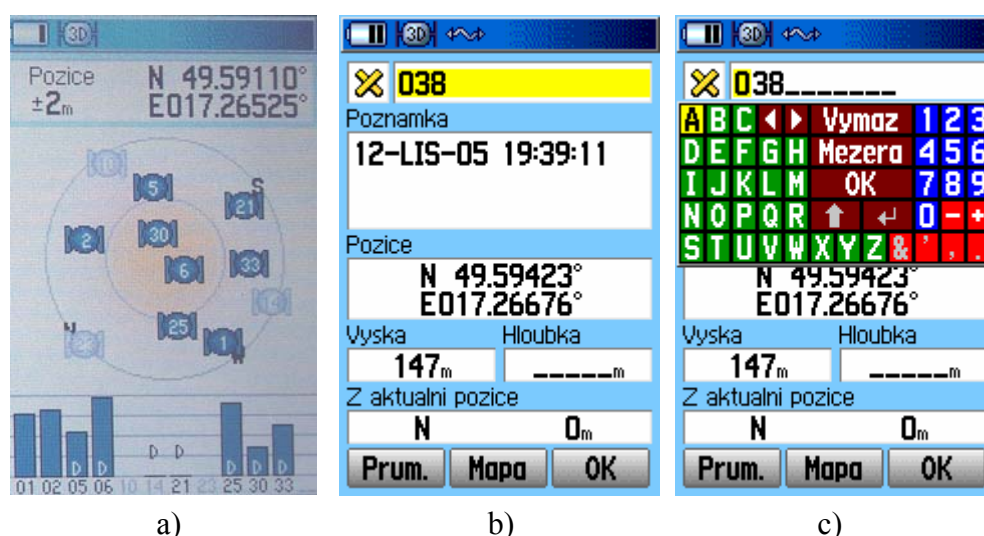 3D
Pozice N 49.59110°
±2m E017.26525°
10
5
S
21
2
30
6
33
14
25
1
D D
D D D D D
01 02 05 06 10 14 21 23 25 30 33
a)
3D
038
Poznamka
12-LIS-05 19:39:11
Pozice
N 49.59423°
E017.26676°
Vyska Hloubka
147m _____m
Z aktualni pozice
N 0m
Prum. Mapa OK
b)
3D
038_______
A B C Vymaz 1 2 3
D E F G H Mezera 4 5 6
I J K L M OK 7 8 9
N O P Q R 0 - +
S T U V W X Y Z & ' , .
N 49.59423°
E017.26676°
Vyska Hloubka
147m _____m
Z aktualni pozice
N 0m
Prum. Mapa OK
c)